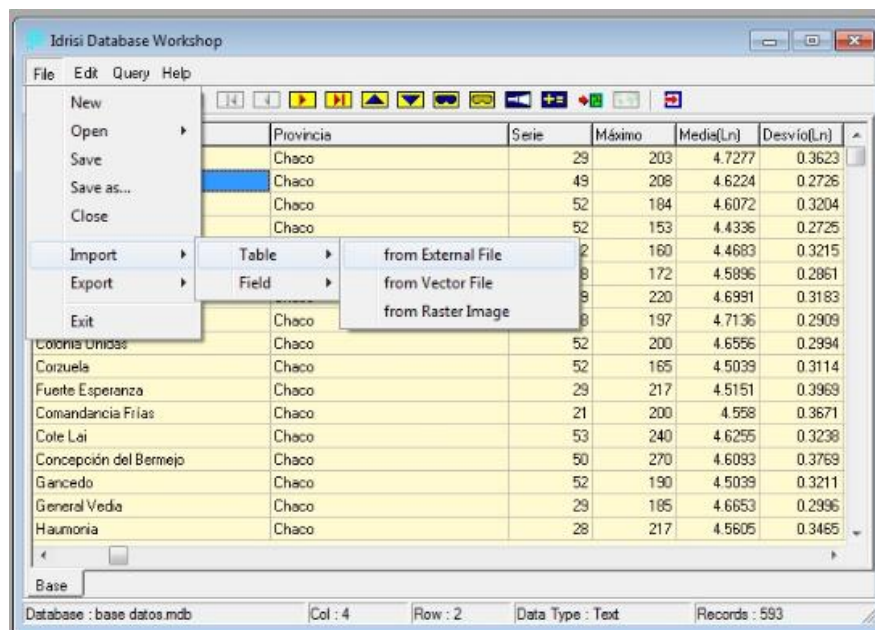 Idrisi Database Workshop
File Edit Query Help
New
Open
Save
Save as...
Close
Import
Export
Exit
Table
Field
from External File
from Vector File
from Raster Image
Provincia Serie Máximo Media(Ln) Desvío(Ln)
Chaco 29 203 4.7277 0.3623
Chaco 49 208 4.6224 0.2726
Chaco 52 184 4.6072 0.3204
Chaco 52 153 4.4336 0.2725
2 160 4.4683 0.3215
8 172 4.5896 0.2861
9 220 4.6991 0.3183
Chaco 8 197 4.7136 0.2909
Colonia Unidas Chaco 52 200 4.6556 0.2994
Corzuela Chaco 52 165 4.5039 0.3114
Fuerte Esperanza Chaco 29 217 4.5151 0.3969
Comandancia Frías Chaco 21 200 4.558 0.3671
Cote Lai Chaco 53 240 4.6255 0.3238
Concepción del Bermejo Chaco 50 270 4.6093 0.3769
Gancedo Chaco 52 190 4.5039 0.3211
General Vedia Chaco 29 185 4.6653 0.2996
Haumonia Chaco 28 217 4.5605 0.3465
Base
Database : base datos.mdb Col : 4 Row : 2 Data Type : Text Records : 593